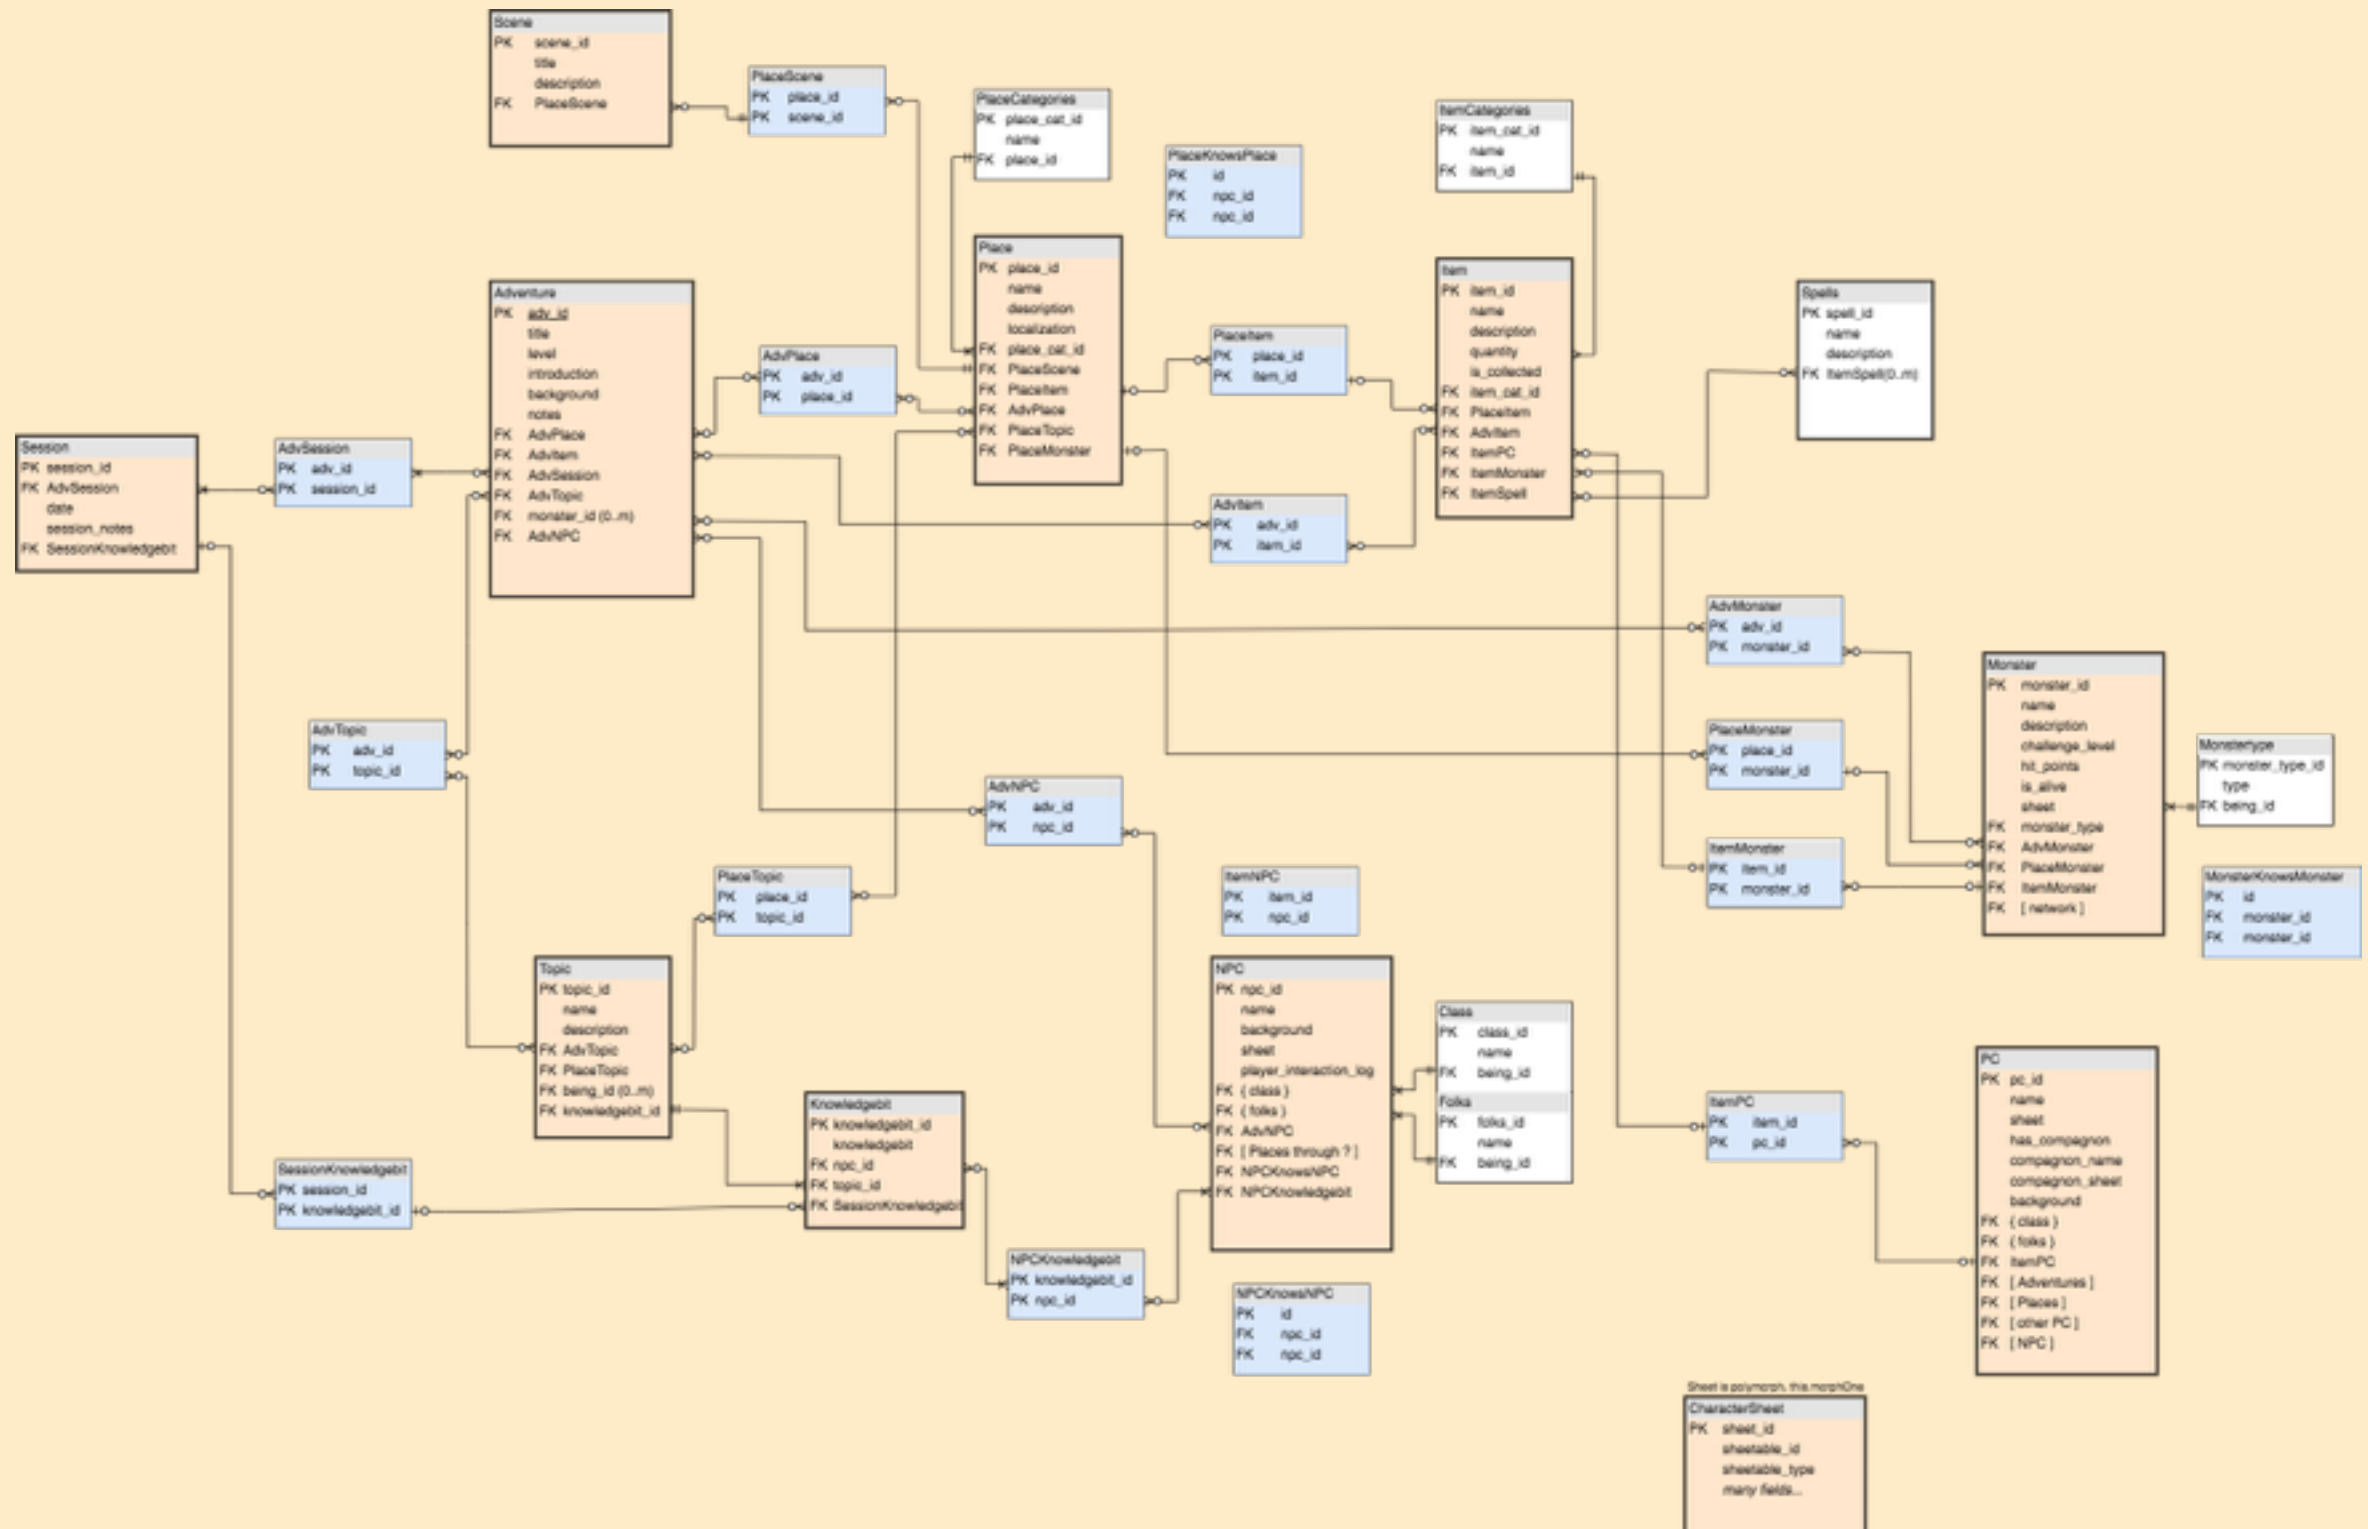 Scene
PK scene_id
title
description
FK PlaceScene
PlaceScene
PK place_id
PK scene_id
PlaceCategories
PK place_cat_id
name
FK place_id
PlaceKnowsPlace
PK id
FK npc_id
FK npc_id
ItemCategories
PK item_cat_id
name
FK item_id
Place
PK place_id
name
description
localization
FK place_cat_id
FK PlaceScene
FK PlaceItem
FK AdvPlace
FK PlaceTopic
FK PlaceMonster
Item
PK item_id
name
description
quantity
is_collected
FK item_cat_id
FK PlaceItem
FK AdvItem
FK ItemPC
FK ItemMonster
FK ItemSpell
Spells
PK spell_id
name
description
FK ItemSpell(0..m)
Adventure
PK adv_id
title
level
introduction
background
notes
FK AdvPlace
FK AdvItem
FK AdvSession
FK AdvTopic
FK monster_id (0..m)
FK AdvNPC
AdvPlace
PK adv_id
PK place_id
PlaceItem
PK place_id
PK item_id
Session
PK session_id
FK AdvSession
date
session_notes
FK SessionKnowledgebit
AdvSession
PK adv_id
PK session_id
AdvItem
PK adv_id
PK item_id
AdvMonster
PK adv_id
PK monster_id
Monster
PK monster_id
name
description
challenge_level
hit_points
is_alive
sheet
FK monster_type
FK AdvMonster
FK PlaceMonster
FK ItemMonster
FK [ network ]
Monstertype
PK monster_type_id
type
FK being_id
AdvTopic
PK adv_id
PK topic_id
PlaceMonster
PK place_id
PK monster_id
AdvNPC
PK adv_id
PK npc_id
ItemMonster
PK item_id
PK monster_id
MonsterKnowsMonster
PK id
FK monster_id
FK monster_id
PlaceTopic
PK place_id
PK topic_id
ItemNPC
PK item_id
PK npc_id
Topic
PK topic_id
name
description
FK AdvTopic
FK PlaceTopic
FK being_id (0..m)
FK knowledgebit_id
NPC
PK npc_id
name
background
sheet
player_interaction_log
FK { class }
FK { folks }
FK AdvNPC
FK [ Places through ? ]
FK NPCKnowsNPC
FK NPCKnowledgebit
Class
PK class_id
name
FK being_id
Folks
PK folks_id
name
FK being_id
PC
PK pc_id
name
sheet
has_compagnon
compagnon_name
compagnon_sheet
background
FK { class }
FK { folks }
FK ItemPC
FK [ Adventures ]
FK [ Places ]
FK [ other PC ]
FK [ NPC ]
Knowledgebit
PK knowledgebit_id
knowledgebit
FK npc_id
FK topic_id
FK SessionKnowledgebit
ItemPC
PK item_id
PK pc_id
SessionKnowledgebit
PK session_id
PK knowledgebit_id
NPCKnowledgebit
PK knowledgebit_id
PK npc_id
NPCKnowsNPC
PK id
FK npc_id
FK npc_id
Sheet is polymorph, this.morphOne
CharacterSheet
PK sheet_id
sheetable_id
sheetable_type
many fields...